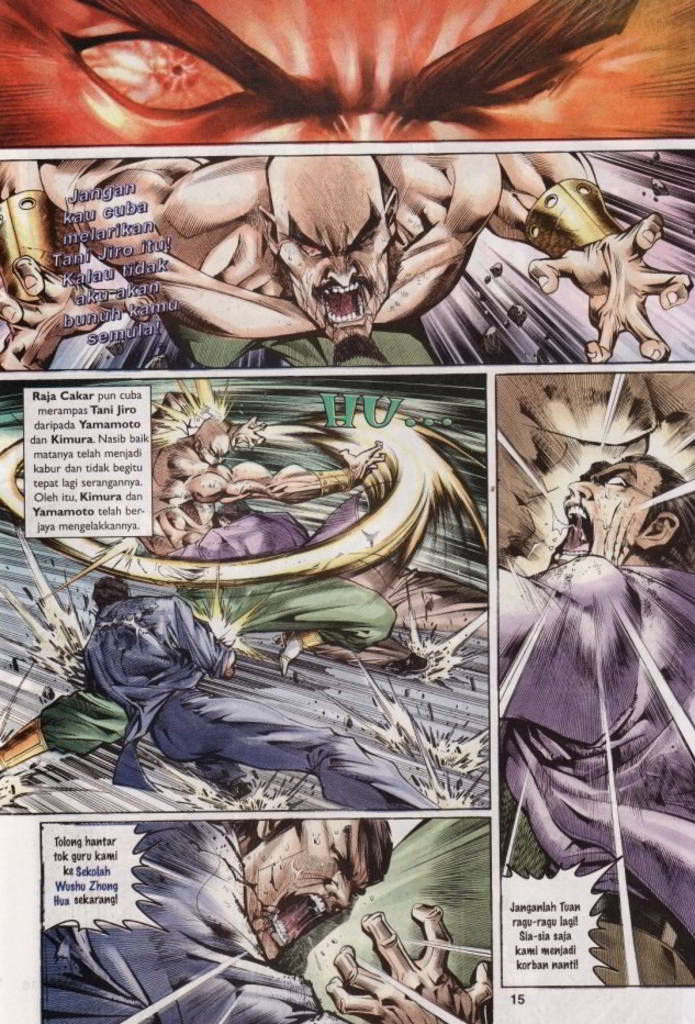 Jangan
kau cuba
melarikan
Tani Jiro itu!
Kalau tidak
aku akan
bunuh kamu
semula!
Raja Cakar pun cuba
merampas Tani Jiro
daripada Yamamoto
dan Kimura. Nasib baik
matanya telah menjadi
kabur dan tidak begitu
tepat lagi serangannya.
Oleh itu, Kimura dan
Yamamoto telah ber-
jaya mengelakkannya.
HU...
Tolong hantar
tok guru kami
ke Sekolah
Wushu Zhong
Hua sekarang!
Janganlah Tuan
ragu-ragu lagi!
Sia-sia saja
kami menjadi
korban nanti!
15